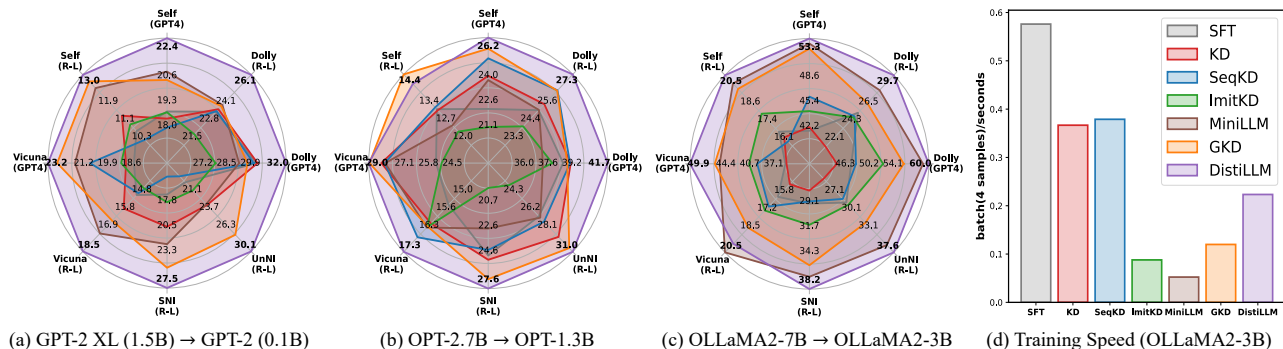 Self
(GPT4)
22.4
Dolly
(R-L)
26.1
Self
(R-L)
13.0
20.6
24.1
11.9
19.3
22.8
11.1
18.0
21.5
10.3
Vicuna
(GPT4)
23.2
21.2
19.9
18.6
27.2
28.5
29.9
32.0
Dolly
(GPT4)
14.8
17.8
21.1
15.8
20.5
23.7
16.9
23.3
26.3
18.5
Vicuna
(R-L)
27.5
SNI
(R-L)
30.1
UnNI
(R-L)
(a) GPT-2 XL (1.5B) → GPT-2 (0.1B)
Self
(GPT4)
26.2
Dolly
(R-L)
27.3
Self
(R-L)
14.4
24.0
25.6
13.4
22.6
24.4
12.7
21.1
23.3
12.0
Vicuna
(GPT4)
29.0
27.1
25.8
24.5
36.0
37.6
39.2
41.7
Dolly
(GPT4)
15.0
20.7
24.3
15.6
22.6
26.2
16.3
24.6
28.1
17.3
Vicuna
(R-L)
27.6
SNI
(R-L)
31.0
UnNI
(R-L)
(b) OPT-2.7B → OPT-1.3B
Self
(GPT4)
53.3
Dolly
(R-L)
29.7
Self
(R-L)
20.5
48.6
26.5
18.6
45.4
24.3
17.4
42.2
22.1
16.1
Vicuna
(GPT4)
49.9
44.4
40.7
37.1
46.3
50.2
54.1
60.0
Dolly
(GPT4)
15.8
29.1
27.1
17.2
31.7
30.1
18.5
34.3
33.1
20.5
Vicuna
(R-L)
38.2
SNI
(R-L)
37.6
UnNI
(R-L)
(c) OLLaMA2-7B → OLLaMA2-3B
batch(4 samples)/seconds
0.6
0.5
0.4
0.3
0.2
0.1
0.0
SFT
KD
SeqKD
ImitKD
MiniLLM
GKD
DistiLLM
SFT
KD
SeqKD
ImitKD
MiniLLM
GKD
DistiLLM
(d) Training Speed (OLLaMA2-3B)